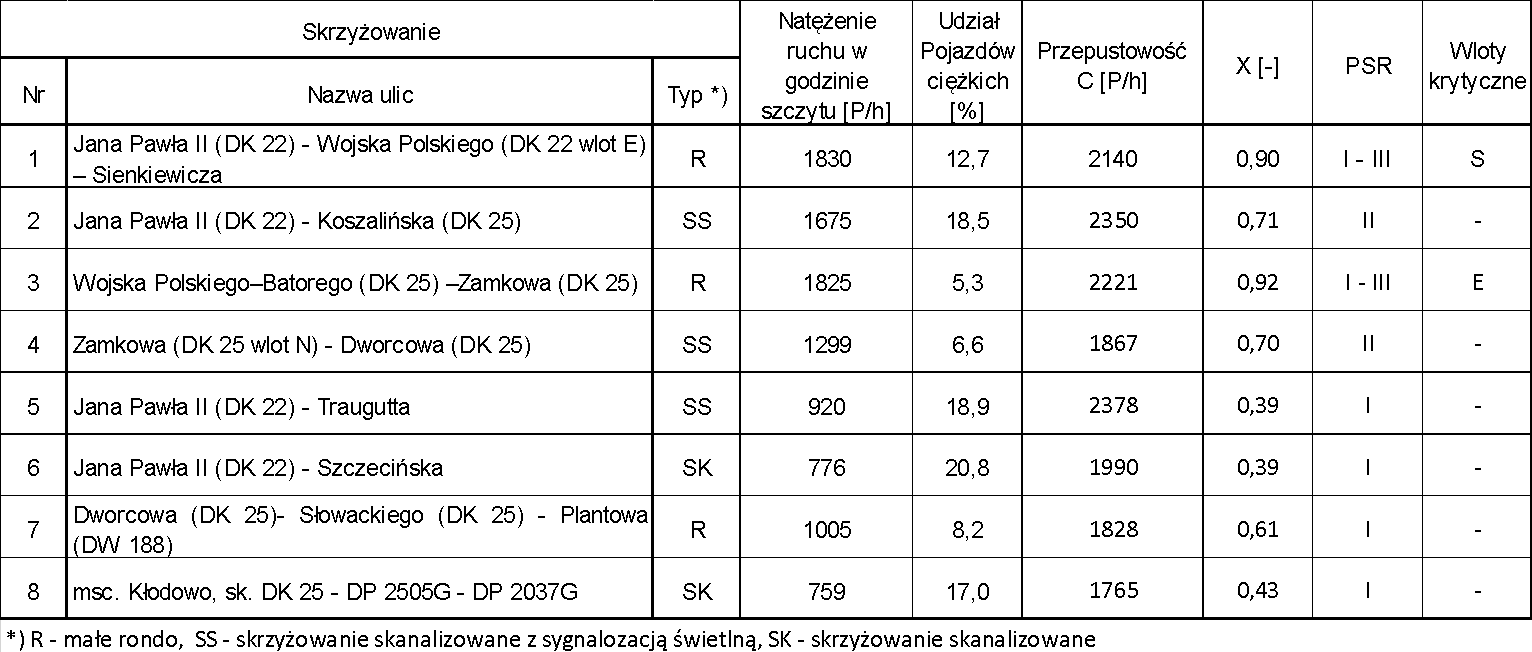 Skrzyżowanie
Natężenie
ruchu w
godzinie
szczytu [P/h]
Udział
Pojazdów
ciężkich
[%]
Przepustowość
C [P/h]
X [-]
PSR
Wloty
krytyczne
Nr
Nazwa ulic
Typ *)
1
Jana Pawła II (DK 22) - Wojska Polskiego (DK 22 wlot E)
– Sienkiewicza
R
1830
12,7
2140
0,90
I - III
S
2
Jana Pawła II (DK 22) - Koszalińska (DK 25)
SS
1675
18,5
2350
0,71
II
-
3
Wojska Polskiego–Batorego (DK 25) –Zamkowa (DK 25)
R
1825
5,3
2221
0,92
I - III
E
4
Zamkowa (DK 25 wlot N) - Dworcowa (DK 25)
SS
1299
6,6
1867
0,70
II
-
5
Jana Pawła II (DK 22) - Traugutta
SS
920
18,9
2378
0,39
I
-
6
Jana Pawła II (DK 22) - Szczecińska
SK
776
20,8
1990
0,39
I
-
7
Dworcowa (DK 25)- Słowackiego (DK 25) - Plantowa
(DW 188)
R
1005
8,2
1828
0,61
I
-
8
msc. Kłodowo, sk. DK 25 - DP 2505G - DP 2037G
SK
759
17,0
1765
0,43
I
-
*) R - małe rondo, SS - skrzyżowanie skanalizowane z sygnalozacją świetlną, SK - skrzyżowanie skanalizowane